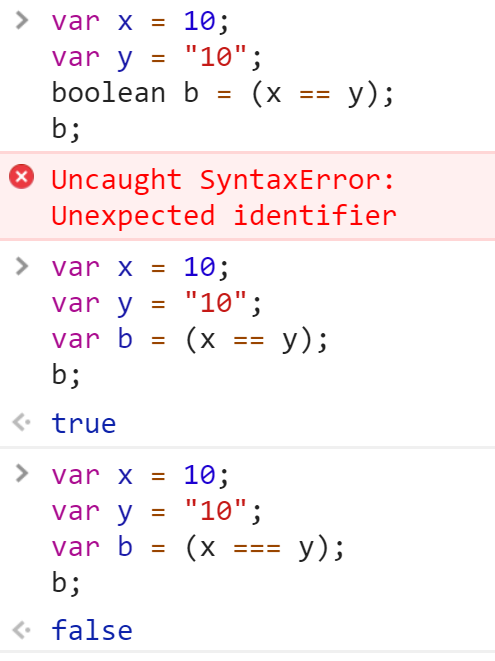 var x = 10;
var y = "10";
boolean b = (x == y);
b;
Uncaught SyntaxError:
Unexpected identifier
var x = 10;
var y = "10";
var b = (x == y);
b;
true
var x = 10;
var y = "10";
var b = (x === y);
b;
false